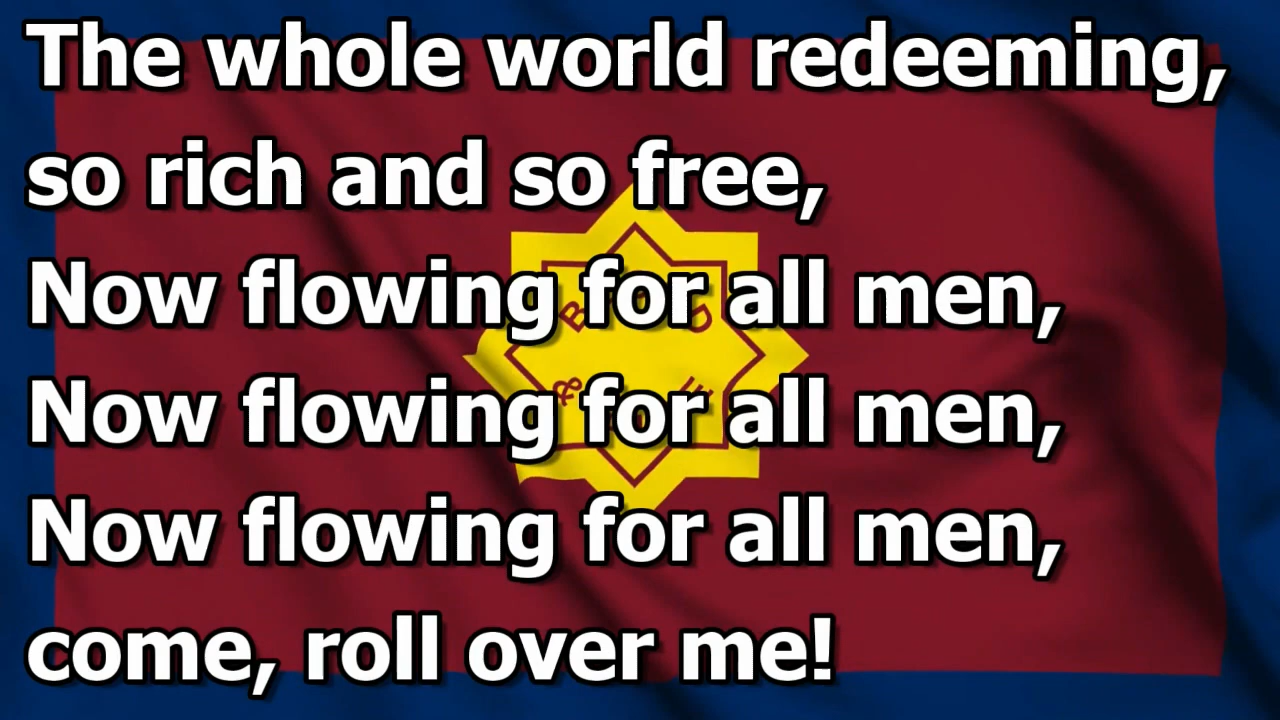 The whole world redeeming,
so rich and so free,
Now flowing for all men,
Now flowing for all men,
Now flowing for all men,
come, roll over me!